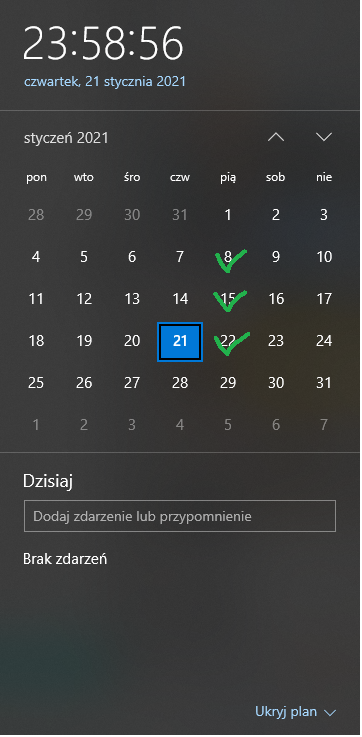 23:58:56
czwartek, 21 stycznia 2021
styczeń 2021
pon wto śro czw pią sob nie
28 29 30 31 1 2 3
4 5 6 7 8 9 10
11 12 13 14 15 16 17
18 19 20 21 22 23 24
25 26 27 28 29 30 31
1 2 3 4 5 6 7
Dzisiaj
Dodaj zdarzenie lub przypomnienie
Brak zdarzeń
Ukryj plan